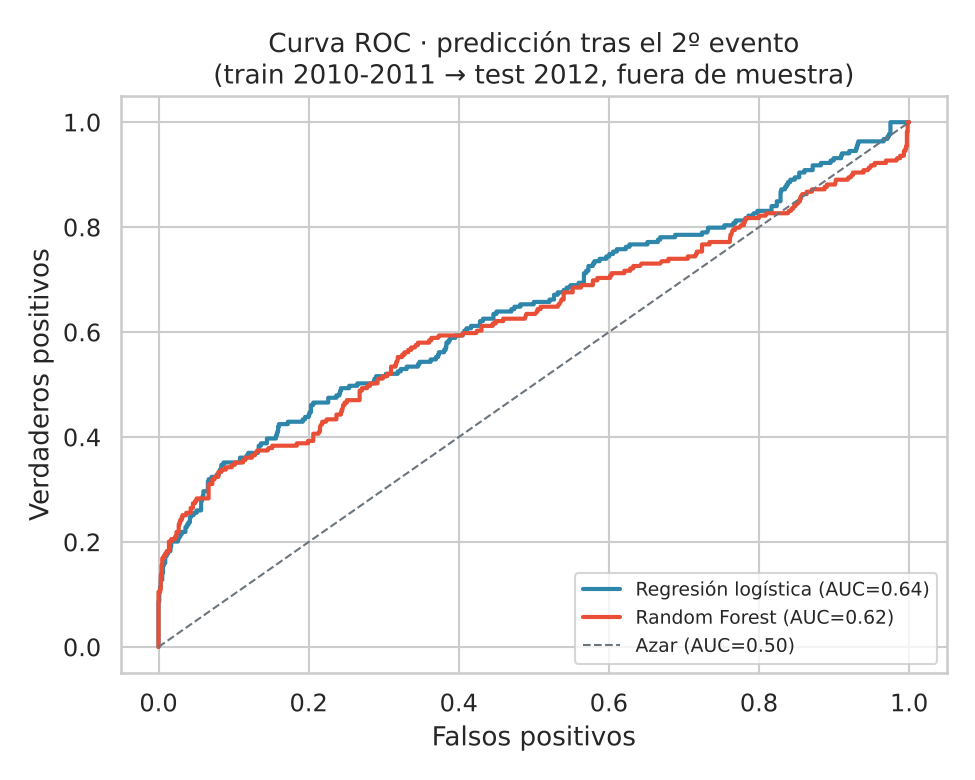 Curva ROC · predicción tras el 2º evento
(train 2010-2011 → test 2012, fuera de muestra)
Verdaderos positivos
1.0
0.8
0.6
0.4
0.2
0.0
Regresión logística (AUC=0.64)
Random Forest (AUC=0.62)
Azar (AUC=0.50)
0.0 0.2 0.4 0.6 0.8 1.0
Falsos positivos